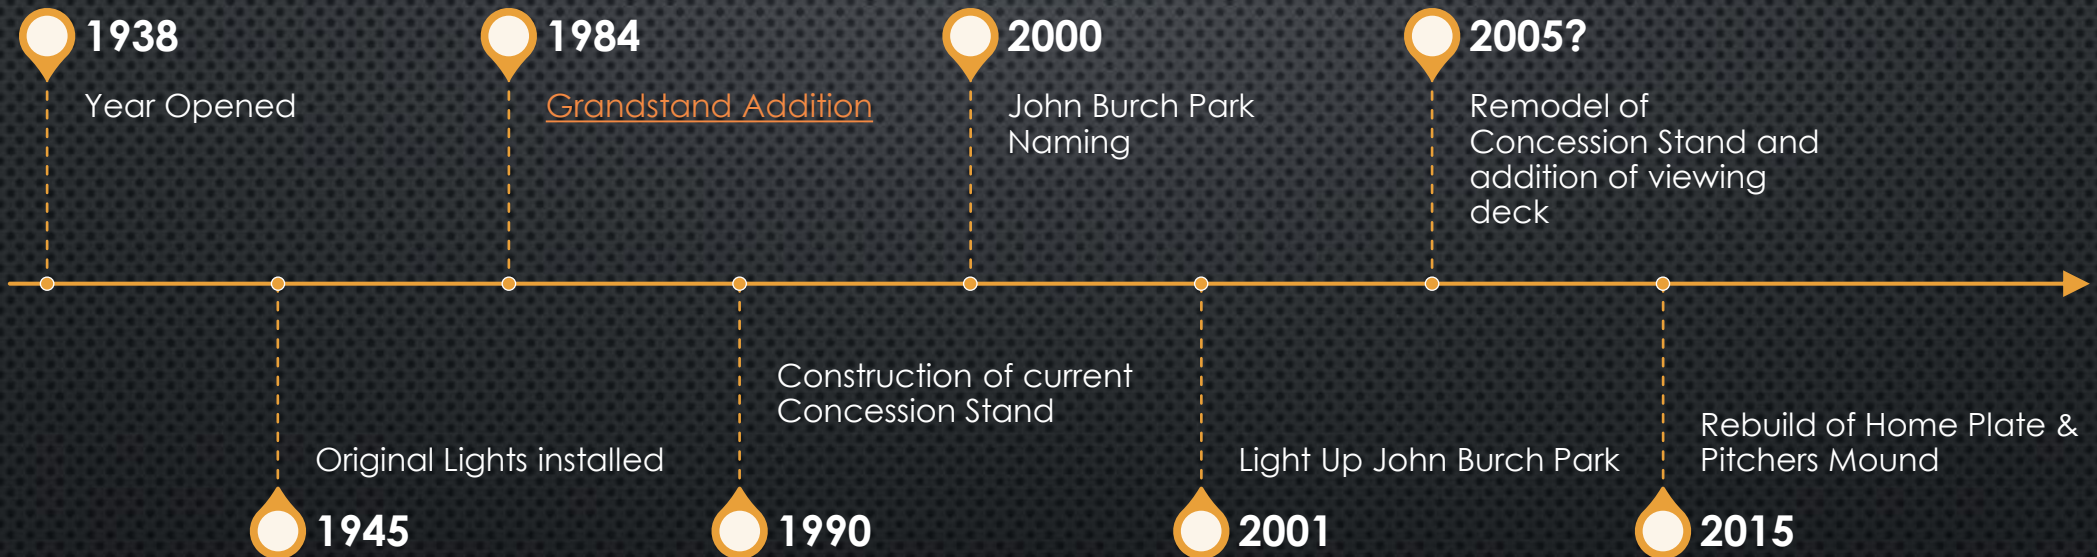 1938
Year Opened
1984
Grandstand Addition
2000
John Burch Park
Naming
2005?
Remodel of
Concession Stand and
addition of viewing
deck
Original Lights installed
1945
Construction of current
Concession Stand
1990
Light Up John Burch Park
2001
Rebuild of Home Plate &
Pitchers Mound
2015